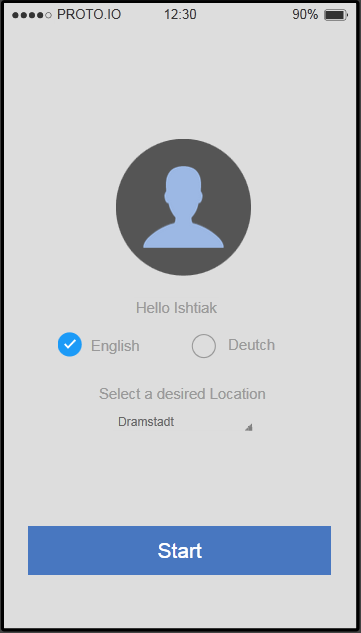 PROTO.IO 12:30 90%
Hello Ishtiak
English Deutch
Select a desired Location
Dramstadt
Start